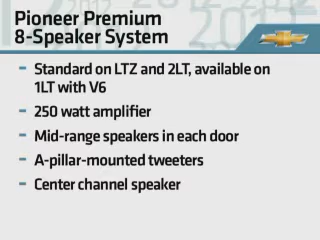 Pioneer Premium
8-Speaker System
- Standard on LTZ and 2LT, available on
1LT with V6
- 250 watt amplifier
- Mid-range speakers in each door
- A-pillar-mounted tweeters
- Center channel speaker